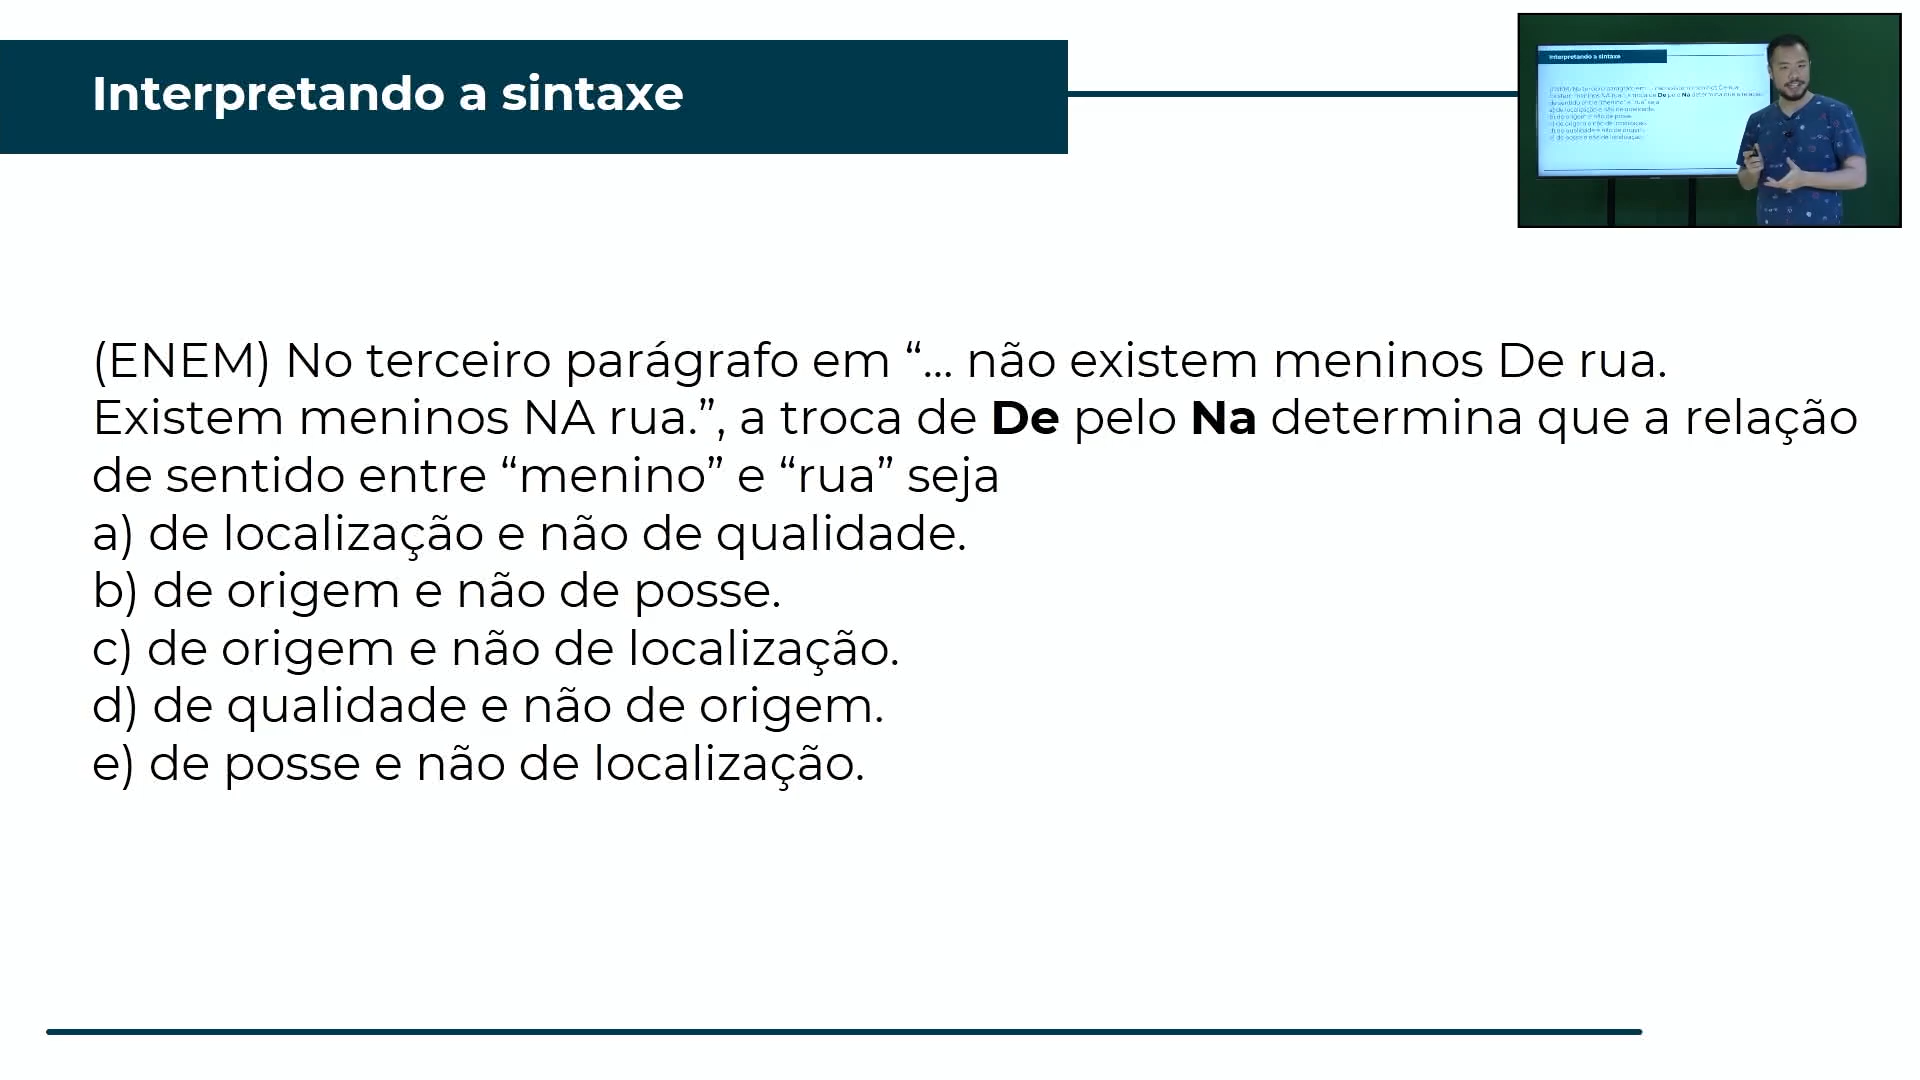 Interpretando a sintaxe
Interpretando a sintaxe
(ENEM) No terceiro parágrafo em “... não existem meninos De rua.
Existem meninos NA rua.”, a troca de De pelo Na determina que a relação
de sentido entre “menino” e “rua” seja
a) de localização e não de qualidade.
b) de origem e não de posse.
c) de origem e não de localização.
d) de qualidade e não de origem.
e) de posse e não de localização.